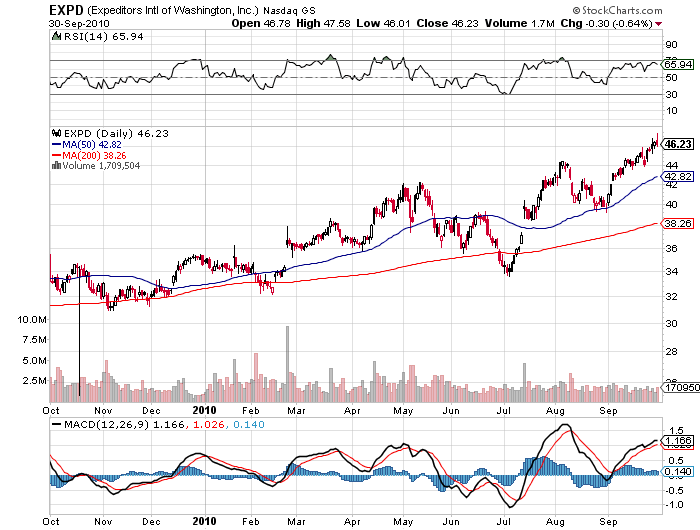 EXPD (Expeditors Intl of Washington, Inc.) Nasdaq GS © StockCharts.com
30-Sep-2010 Open 46.78 High 47.58 Low 46.01 Close 46.23 Volume 1.7M Chg -0.30 (-0.64%)
RSI(14) 65.94
90
65.94
50
30
10
EXPD (Daily) 46.23
MA(50) 42.82
MA(200) 38.26
Volume 1,709,504
46.23
44
42.82
42
40
38.26
36
34
32
30
28
26
10.0M
7.5M
5.0M
2.5M
170950
Oct Nov Dec 2010 Feb Mar Apr May Jun Jul Aug Sep
MACD(12,26,9) 1.166, 1.026, 0.140
1.5
1.166
0.5
0.140
-0.5
-1.0
Oct Nov Dec 2010 Feb Mar Apr May Jun Jul Aug Sep